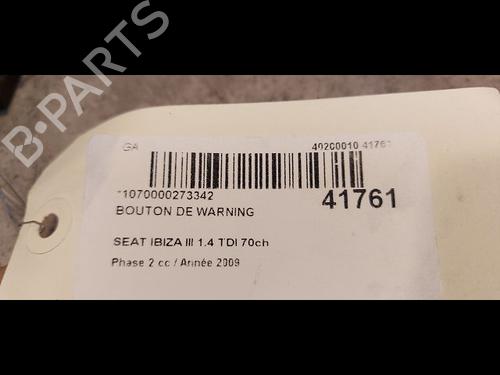 B-PARTS
GA
40200010 41761
*1070000273342
41761
BOUTON DE WARNING
SEAT IBIZA III 1.4 TDI 70ch
Phase 2 cc / Année 2009